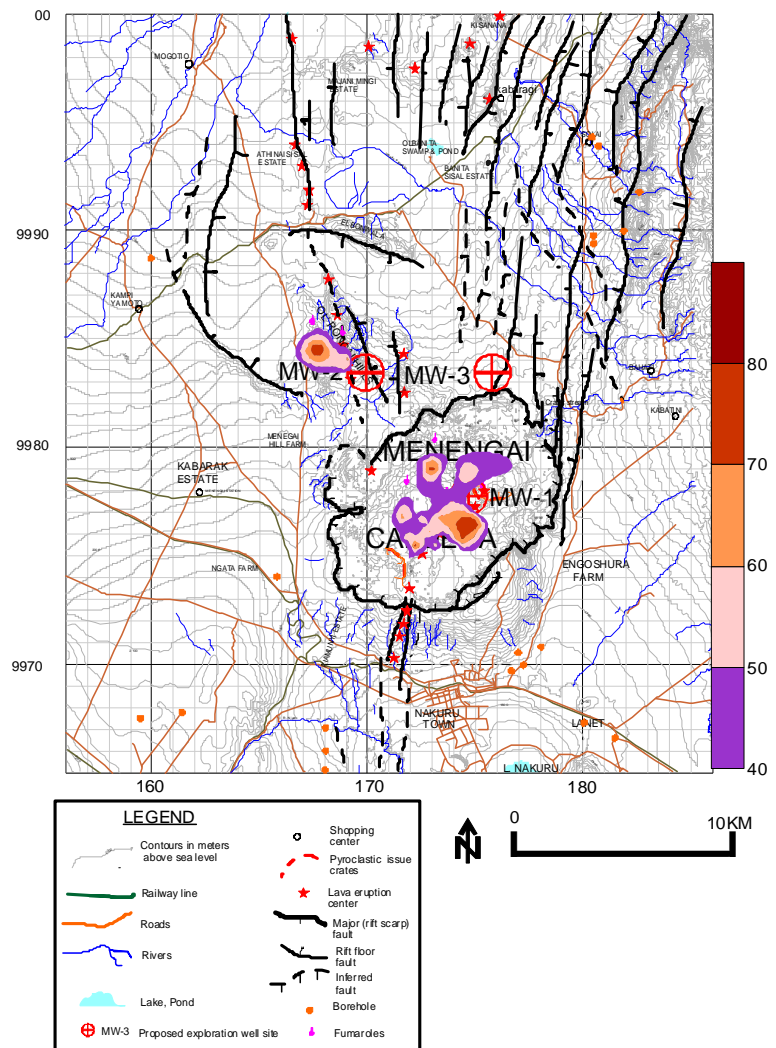 00
KISANANA
MOGOTIO
MAJANI MINGI
ESTATE
Kabaragi
OLBANITA
SWAMP & POND
ATHINAI SISAL
ESTATE
BANITA
SISAL ESTATE
9990
KAMPI
YA MOTO
80
MW-2
MW-3
KABATINI
MENEGAI
HILL FARM
9980
MENENGAI
70
KABARAK
ESTATE
MW-1
NGATA FARM
ENGOSHURA
FARM
60
9970
50
NAKURU
TOWN
LANET
L. NAKURU
40
160
170
180
LEGEND
Contours in meters
above sea level
Railway line
Roads
Rivers
Lake, Pond
MW-3 Proposed exploration well site
Shopping
center
Pyroclastic issue
crates
Lava eruption
center
Major (rift scarp)
fault
Rift floor
fault
Inferred
fault
Borehole
Fumaroles
N
0
10KM